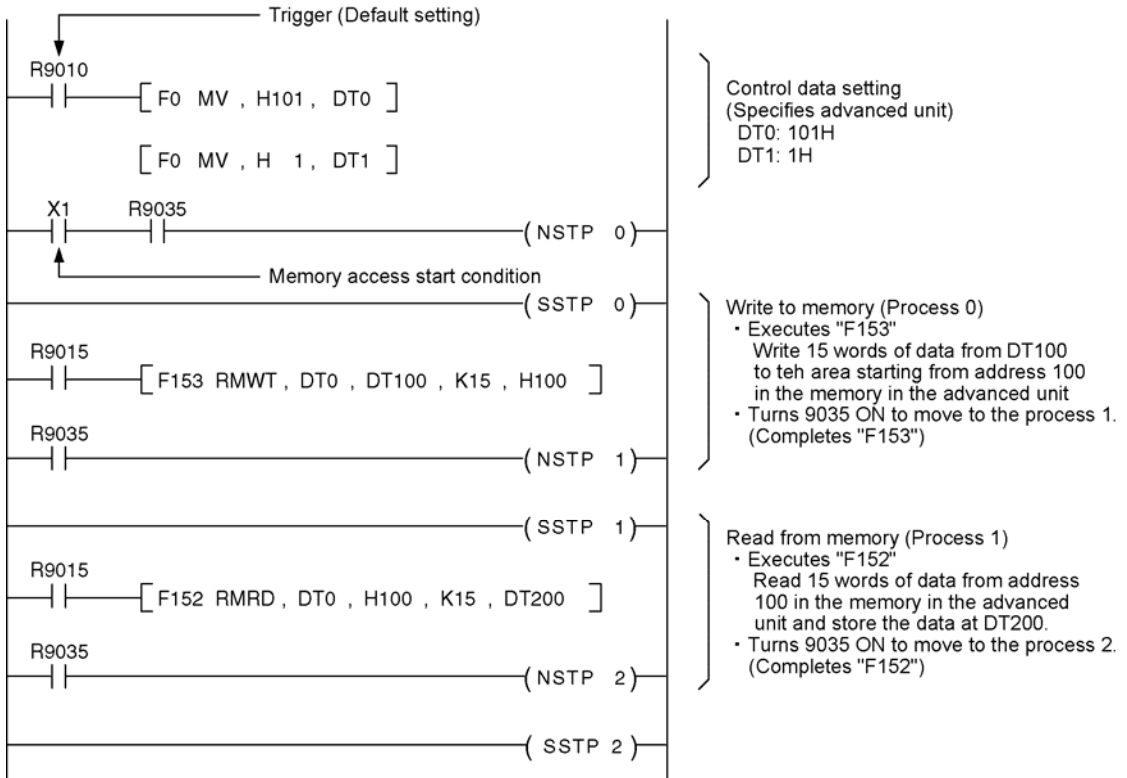 Trigger (Default setting)
R9010
F0 MV , H101 , DT0
Control data setting
(Specifies advanced unit)
DT0: 101H
DT1: 1H
F0 MV , H 1 , DT1
X1 R9035
(NSTP 0)
Memory access start condition
(SSTP 0)
Write to memory (Process 0)
・Executes "F153"
Write 15 words of data from DT100
to teh area starting from address 100
in the memory in the advanced unit
・Turns 9035 ON to move to the process 1.
(Completes "F153")
R9015
F153 RMWT , DT0 , DT100 , K15 , H100
R9035
(NSTP 1)
(SSTP 1)
Read from memory (Process 1)
・Executes "F152"
Read 15 words of data from address
100 in the memory in the advanced
unit and store the data at DT200.
・Turns 9035 ON to move to the process 2.
(Completes "F152")
R9015
F152 RMRD , DT0 , H100 , K15 , DT200
R9035
(NSTP 2)
(SSTP 2)